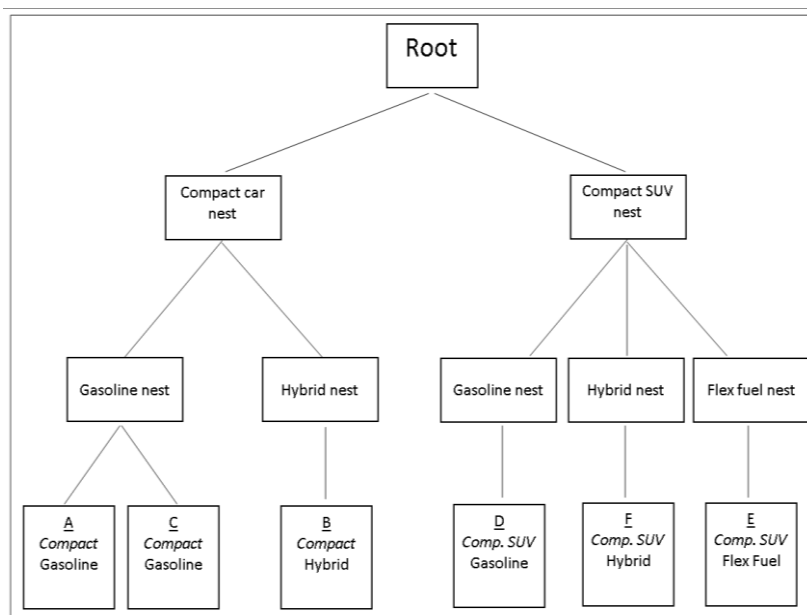 Root
Compact car
nest
Compact SUV
nest
Gasoline nest
Hybrid nest
Gasoline nest
Hybrid nest
Flex fuel nest
A
Compact
Gasoline
C
Compact
Gasoline
B
Compact
Hybrid
D
Comp. SUV
Gasoline
F
Comp. SUV
Hybrid
E
Comp. SUV
Flex Fuel